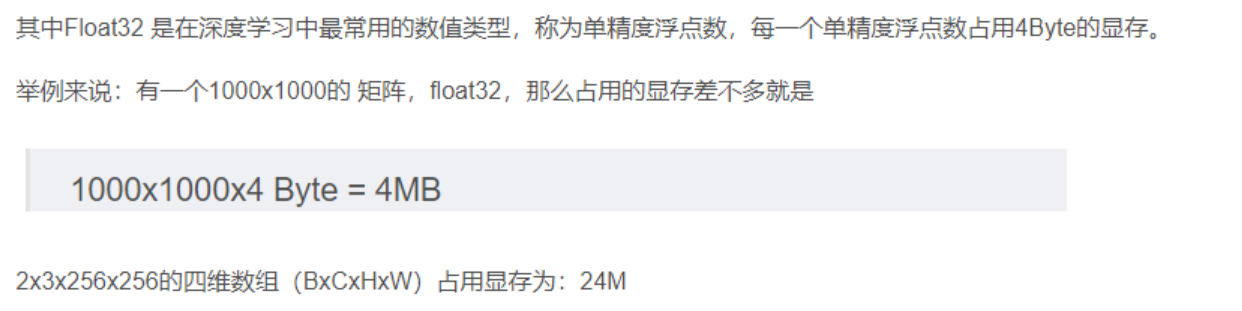 其中Float32 是在深度学习中最常用的数值类型，称为单精度浮点数，每一个单精度浮点数占用4Byte的显存。
举例来说：有一个1000x1000的 矩阵，float32，那么占用的显存差不多就是
1000x1000x4 Byte = 4MB
2x3x256x256的四维数组（BxCxHxW）占用显存为：24M